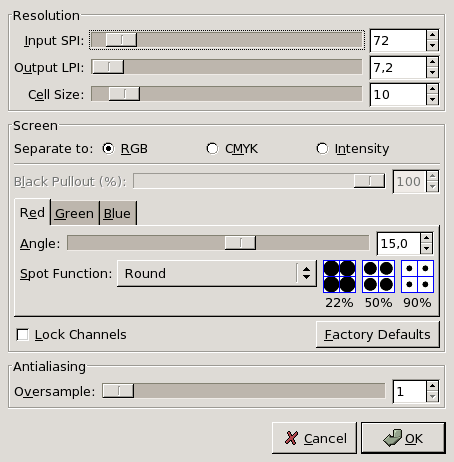 Resolution
Input SPI: 72
Output LPI: 7,2
Cell Size: 10
Screen
Separate to: RGB CMYK Intensity
Black Pullout (%): 100
Red Green Blue
Angle: 15,0
Spot Function: Round
22% 50% 90%
Lock Channels Factory Defaults
Antialiasing
Oversample: 1
Cancel OK